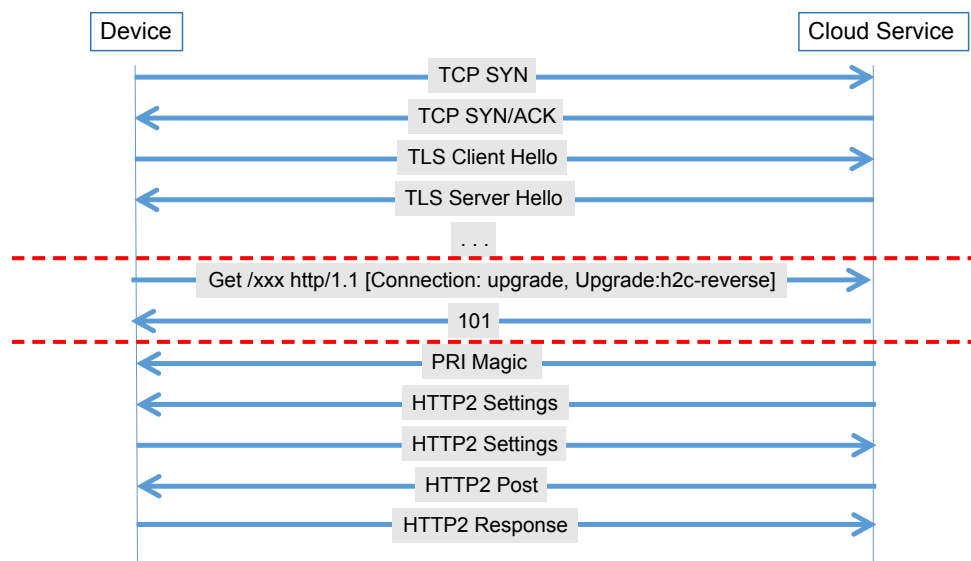 Device
Cloud Service
TCP SYN
TCP SYN/ACK
TLS Client Hello
TLS Server Hello
. . .
Get /xxx http/1.1 [Connection: upgrade, Upgrade:h2c-reverse]
101
PRI Magic
HTTP2 Settings
HTTP2 Settings
HTTP2 Post
HTTP2 Response